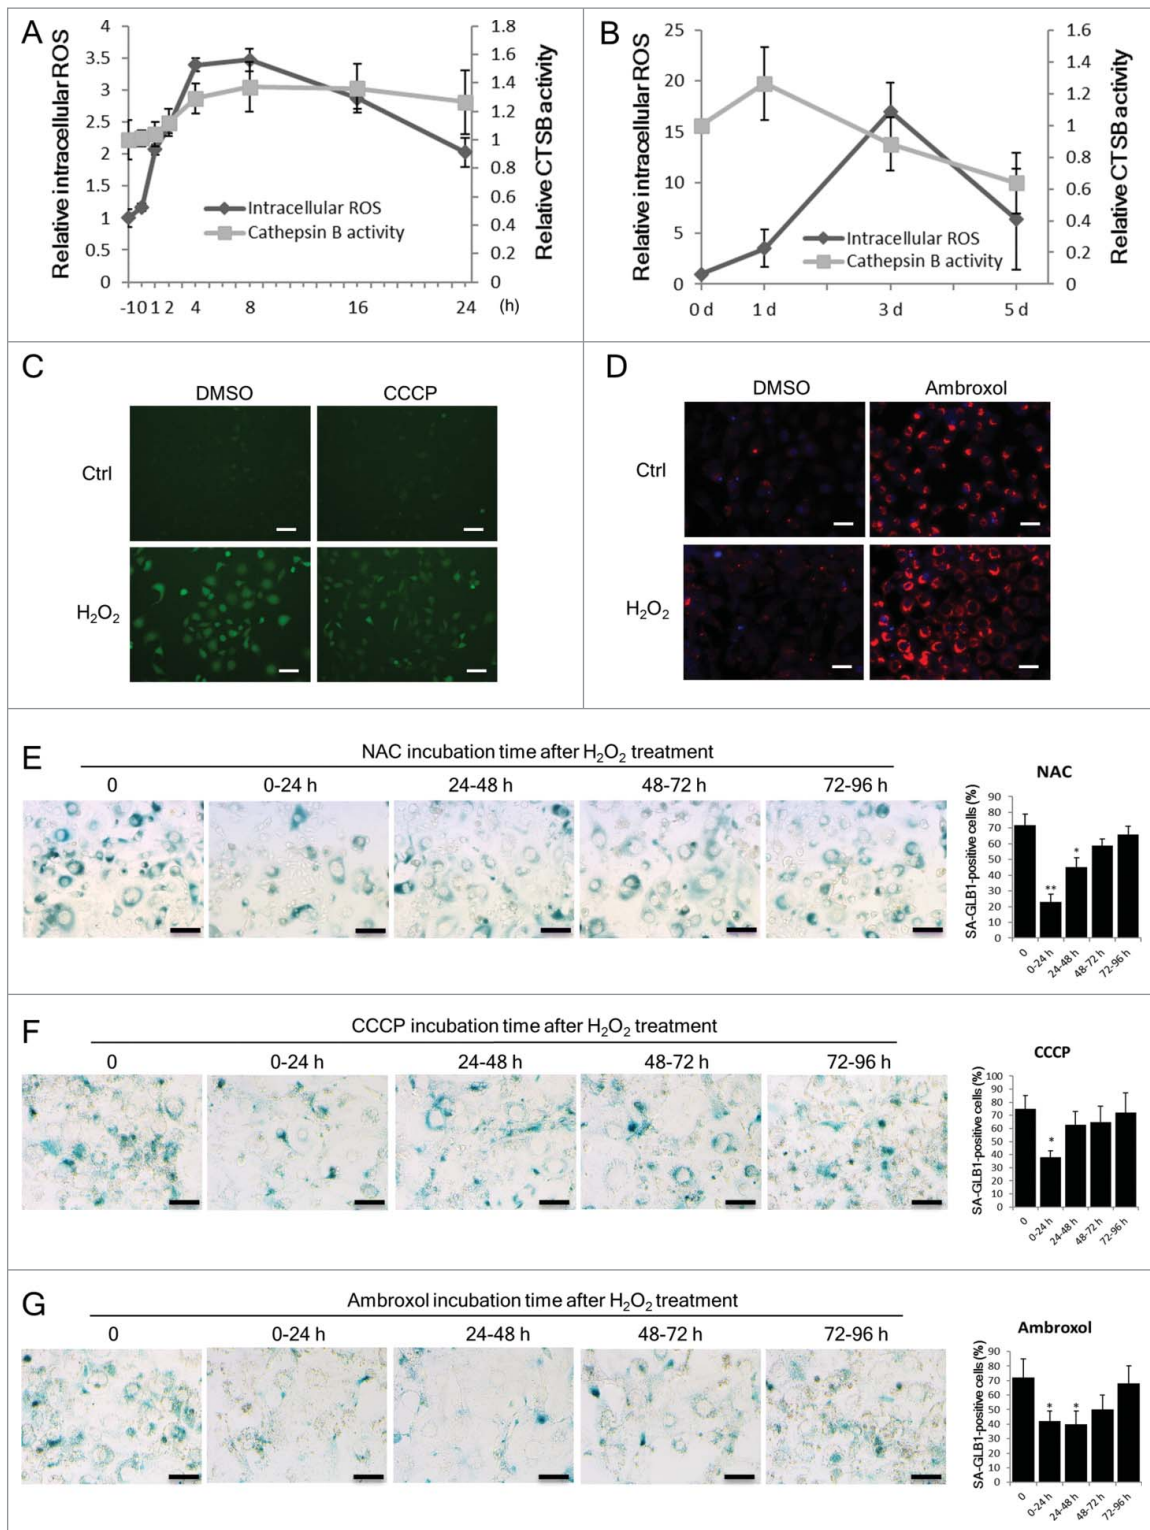 A
Relative intracellular ROS
4
3.5
3
2.5
2
1.5
1
0.5
0
1.8
1.6
1.4
1.2
1
0.8
0.6
0.4
0.2
0
Relative CTSB activity
Intracellular ROS
Cathepsin B activity
-1 0 1 2 4 8 16 24 (h)
B
Relative intracellular ROS
25
20
15
10
5
0
1.6
1.4
1.2
1
0.8
0.6
0.4
0.2
0
Relative CTSB activity
Intracellular ROS
Cathepsin B activity
0 d 1 d 3 d 5 d
C
DMSO CCCP
Ctrl
H₂O₂
D
DMSO Ambroxol
Ctrl
H₂O₂
E
NAC incubation time after H₂O₂ treatment
0 0-24 h 24-48 h 48-72 h 72-96 h
NAC
SA-GLB1-positive cells (%)
90
80
70
60
50
40
30
20
10
0
**
*
0 0-24 h 24-48 h 48-72 h 72-96 h
F
CCCP incubation time after H₂O₂ treatment
0 0-24 h 24-48 h 48-72 h 72-96 h
CCCP
SA-GLB1-positive cells (%)
100
90
80
70
60
50
40
30
20
10
0
*
0 0-24 h 24-48 h 48-72 h 72-96 h
G
Ambroxol incubation time after H₂O₂ treatment
0 0-24 h 24-48 h 48-72 h 72-96 h
Ambroxol
SA-GLB1-positive cells (%)
90
80
70
60
50
40
30
20
10
0
* *
0 0-24 h 24-48 h 48-72 h 72-96 h